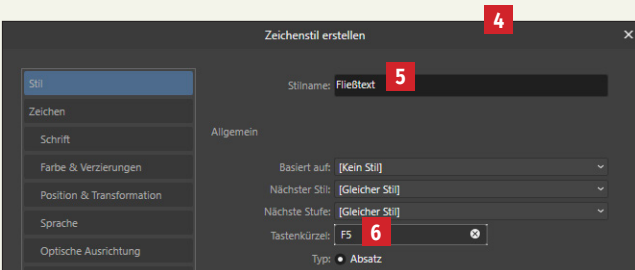 4
Zeichenstil erstellen
Stil
Stilname: Fließtext 5
Zeichen
Schrift
Allgemein
Farbe & Verzierungen
Basiert auf: [Kein Stil]
Position & Transformation
Nächster Stil: [Gleicher Stil]
Sprache
Nächste Stufe: [Gleicher Stil]
Tastenkürzel: F5 6
Optische Ausrichtung
Typ: Absatz